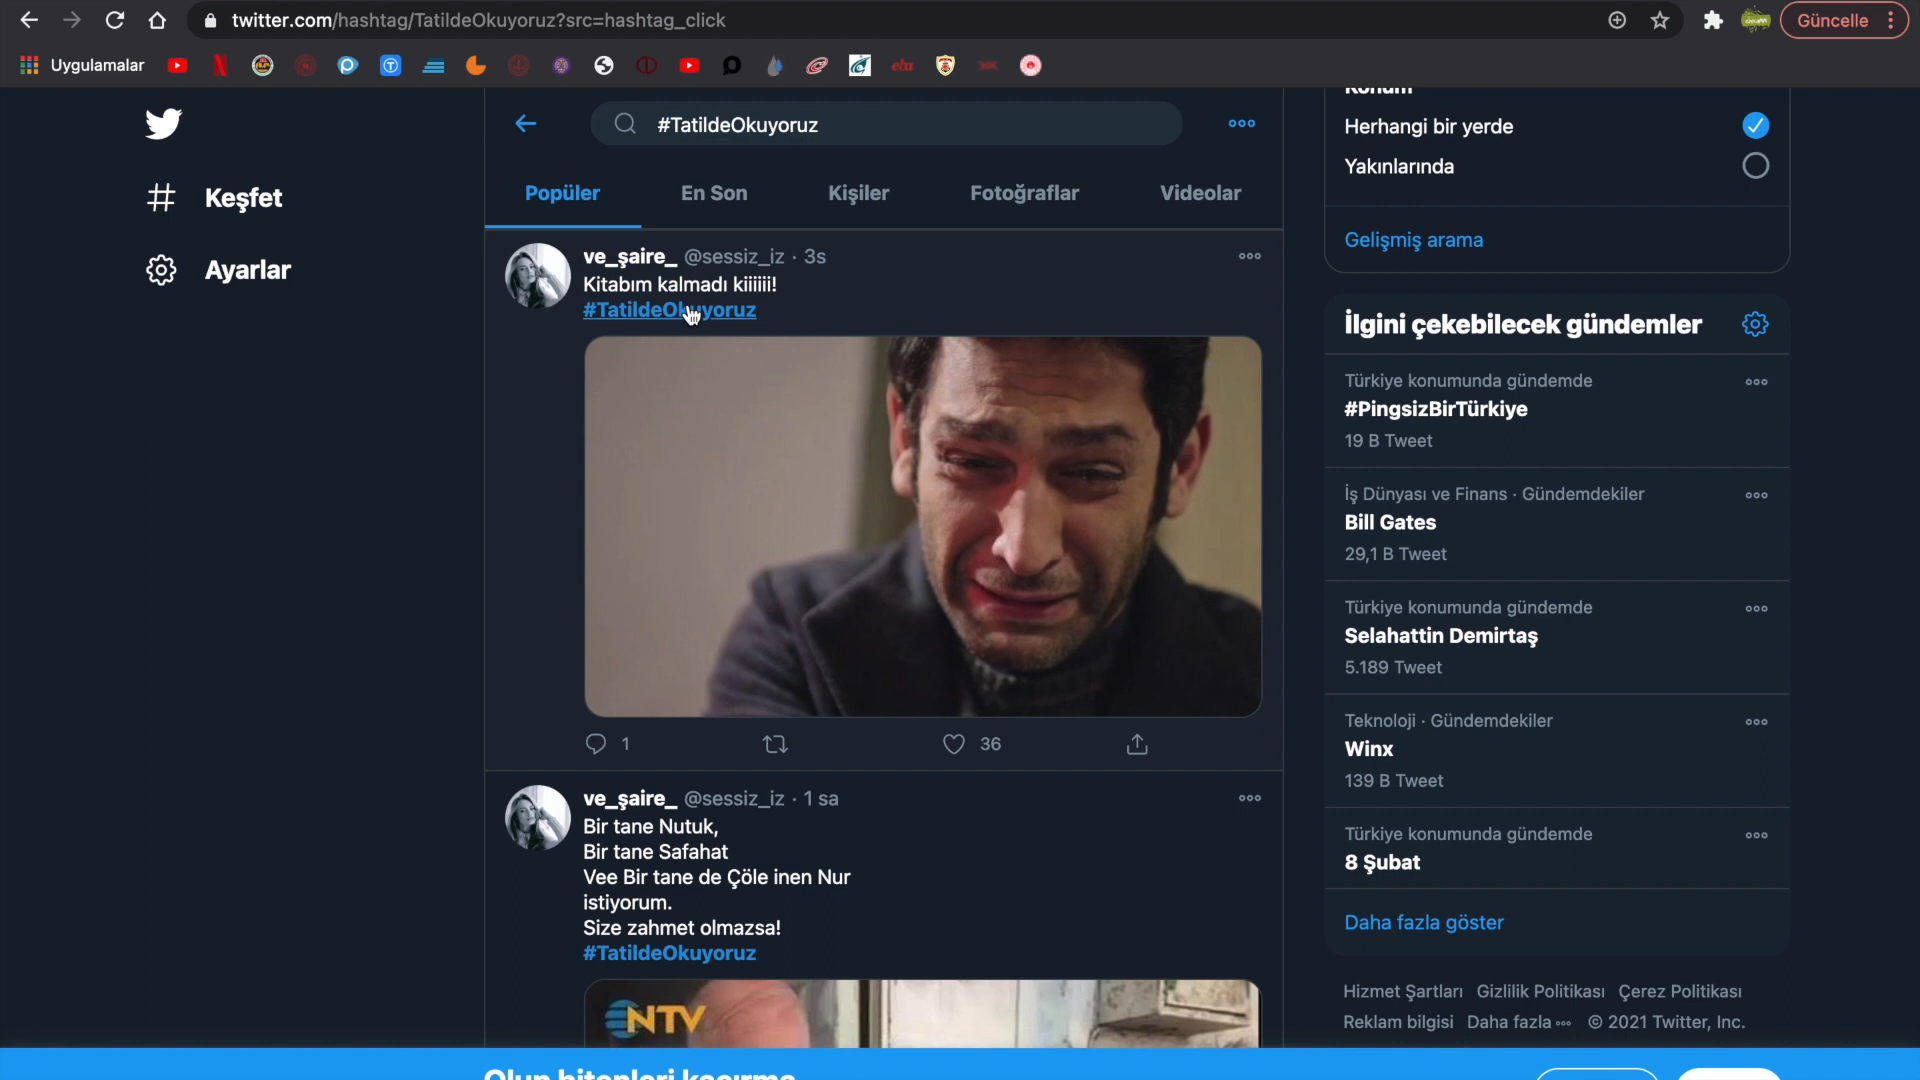 twitter.com/hashtag/TatildeOkuyoruz?src=hashtag_click
Güncelle
Uygulamalar
eba
Keşfet
Ayarlar
#TatildeOkuyoruz
Popüler
En Son
Kişiler
Fotoğraflar
Videolar
ve_şaire_ @sessiz_iz · 3s
Kitabım kalmadı kiiiiii!
#TatildeOkuyoruz
1
36
ve_şaire_ @sessiz_iz · 1 sa
Bir tane Nutuk,
Bir tane Safahat
Vee Bir tane de Çöle inen Nur
istiyorum.
Size zahmet olmazsa!
#TatildeOkuyoruz
NTV
Konum
Herhangi bir yerde
Yakınlarında
Gelişmiş arama
İlgini çekebilecek gündemler
Türkiye konumunda gündemde
#PingsizBirTürkiye
19 B Tweet
İş Dünyası ve Finans · Gündemdekiler
Bill Gates
29,1 B Tweet
Türkiye konumunda gündemde
Selahattin Demirtaş
5.189 Tweet
Teknoloji · Gündemdekiler
Winx
139 B Tweet
Türkiye konumunda gündemde
8 Şubat
Daha fazla göster
Hizmet Şartları Gizlilik Politikası Çerez Politikası
Reklam bilgisi Daha fazla © 2021 Twitter, Inc.
Olup bitenleri kaçırma